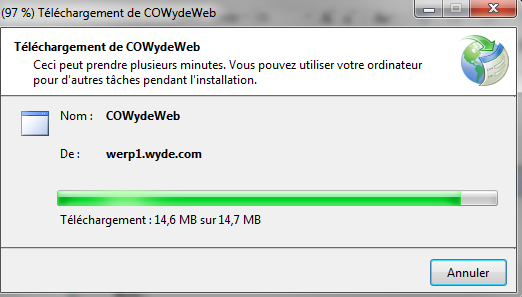 (97 %) Téléchargement de COWydeWeb
Téléchargement de COWydeWeb
Ceci peut prendre plusieurs minutes. Vous pouvez utiliser votre ordinateur
pour d'autres tâches pendant l'installation.
Nom : COWydeWeb
De : werp1.wyde.com
Téléchargement : 14,6 MB sur 14,7 MB
Annuler